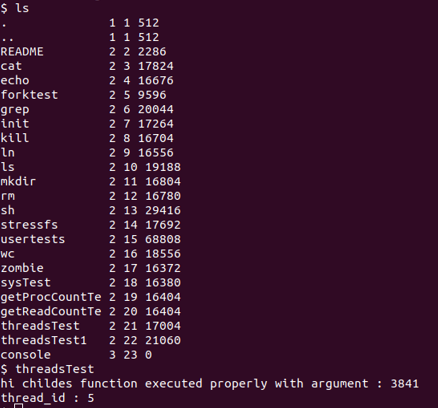 $ ls
. 1 1 512
.. 1 1 512
README 2 2 2286
cat 2 3 17824
echo 2 4 16676
forktest 2 5 9596
grep 2 6 20044
init 2 7 17264
kill 2 8 16704
ln 2 9 16556
ls 2 10 19188
mkdir 2 11 16804
rm 2 12 16780
sh 2 13 29416
stressfs 2 14 17692
usertests 2 15 68808
wc 2 16 18556
zombie 2 17 16372
sysTest 2 18 16380
getProcCountTe 2 19 16404
getReadCountTe 2 20 16404
threadsTest 2 21 17004
threadsTest1 2 22 21060
console 3 23 0
$ threadsTest
hi childes function executed properly with argument : 3841
thread_id : 5